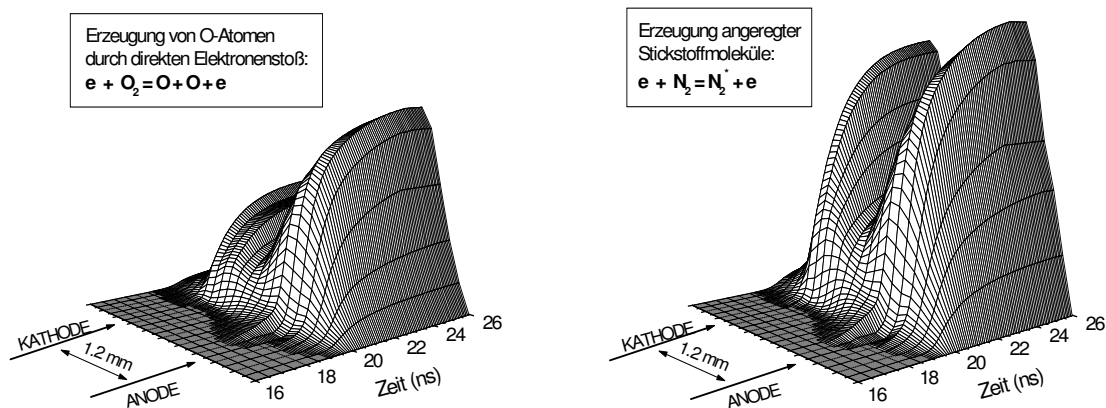 Erzeugung von O-Atomen
durch direkten Elektronenstoß:
e + O₂ = O + O + e
KATHODE
1.2 mm
ANODE
16
18
20
22
24
26
Zeit (ns)
Erzeugung angeregter
Stickstoffmoleküle:
e + N₂ = N₂* + e
KATHODE
1.2 mm
ANODE
16
18
20
22
24
26
Zeit (ns)